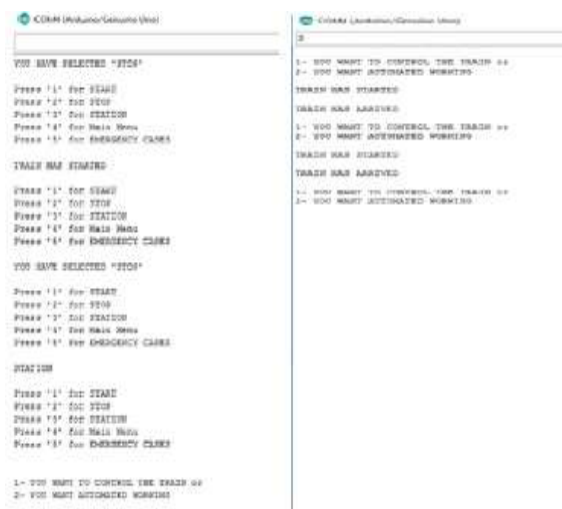 COM4 (Arduino/Genuino Uno)
YOU HAVE SELECTED "STOP"
Press '1' for START
Press '2' for STOP
Press '3' for STATION
Press '4' for Main Menu
Press '5' for EMERGENCY CASES
TRAIN HAS STARTED
Press '1' for START
Press '2' for STOP
Press '3' for STATION
Press '4' for Main Menu
Press '5' for EMERGENCY CASES
YOU HAVE SELECTED "STOP"
Press '1' for START
Press '2' for STOP
Press '3' for STATION
Press '4' for Main Menu
Press '5' for EMERGENCY CASES
STATION
Press '1' for START
Press '2' for STOP
Press '3' for STATION
Press '4' for Main Menu
Press '5' for EMERGENCY CASES
1- YOU WANT TO CONTROL THE TRAIN or
2- YOU WANT AUTOMATED WORKING
COM4 (Arduino/Genuino Uno)
2
1- YOU WANT TO CONTROL THE TRAIN or
2- YOU WANT AUTOMATED WORKING
TRAIN HAS STARTED
TRAIN HAS ARRIVED
1- YOU WANT TO CONTROL THE TRAIN or
2- YOU WANT AUTOMATED WORKING
TRAIN HAS STARTED
TRAIN HAS ARRIVED
1- YOU WANT TO CONTROL THE TRAIN or
2- YOU WANT AUTOMATED WORKING